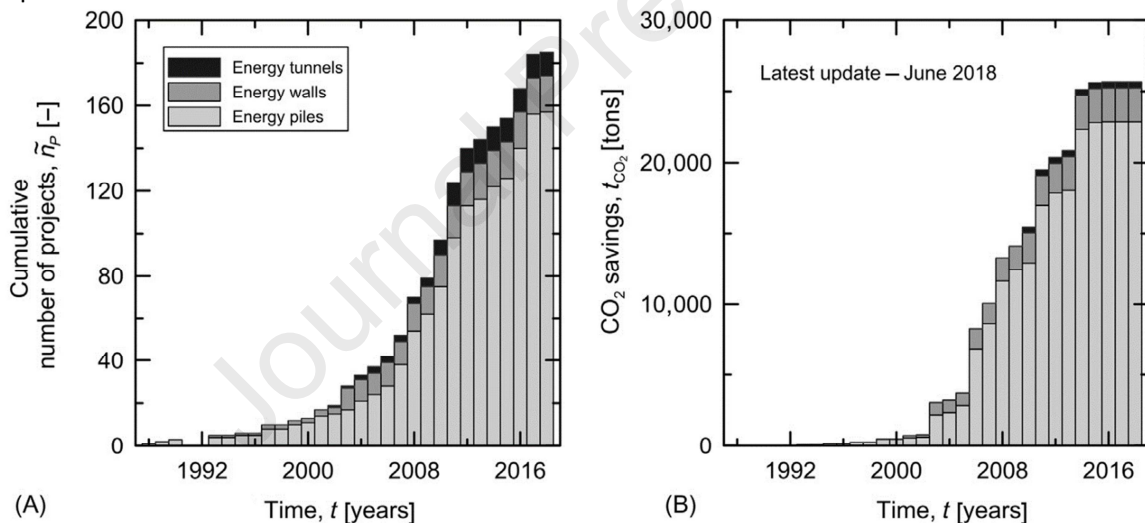 200
160
120
80
40
0
Cumulative
number of projects, ñ_P [–]
Energy tunnels
Energy walls
Energy piles
1992
2000
2008
2016
Time, t [years]
(A)
30,000
20,000
10,000
0
CO₂ savings, t_CO₂ [tons]
Latest update – June 2018
1992
2000
2008
2016
Time, t [years]
(B)
Journal Pre